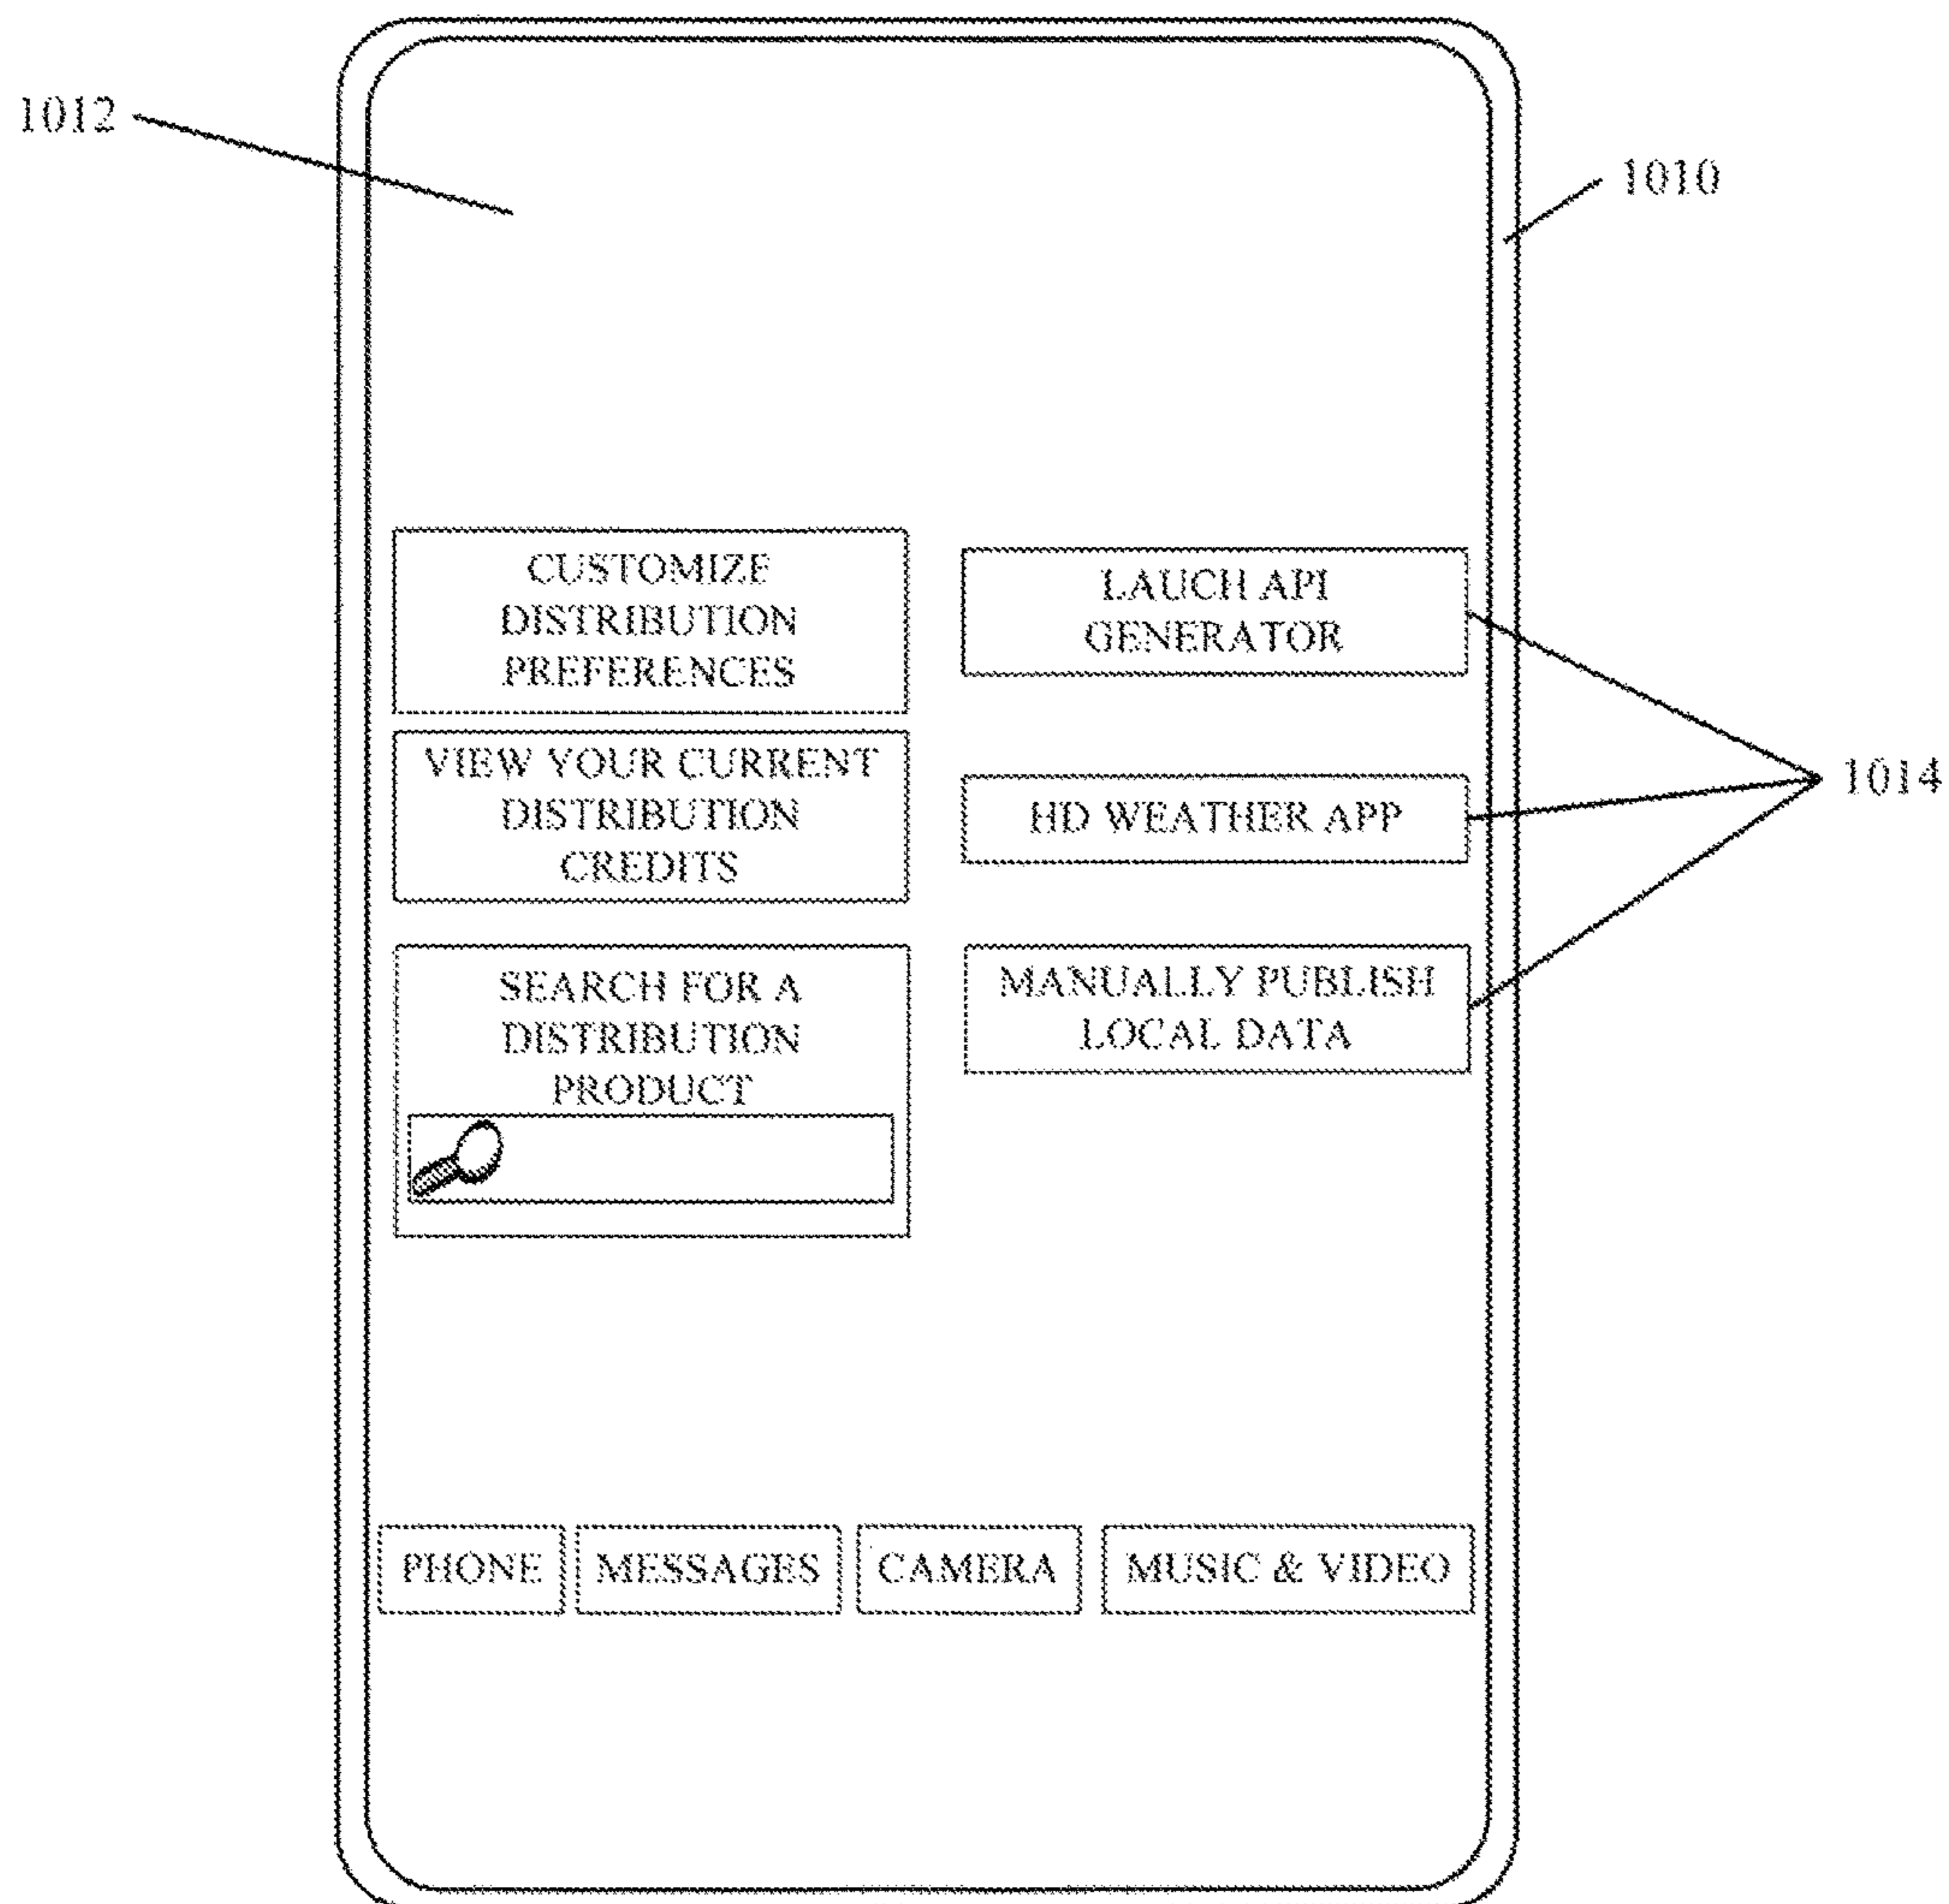 1012
1010
CUSTOMIZE
DISTRIBUTION
PREFERENCES
LAUCH API
GENERATOR
VIEW YOUR CURRENT
DISTRIBUTION
CREDITS
HD WEATHER APP
1014
SEARCH FOR A
DISTRIBUTION
PRODUCT
MANUALLY PUBLISH
LOCAL DATA
PHONE
MESSAGES
CAMERA
MUSIC & VIDEO